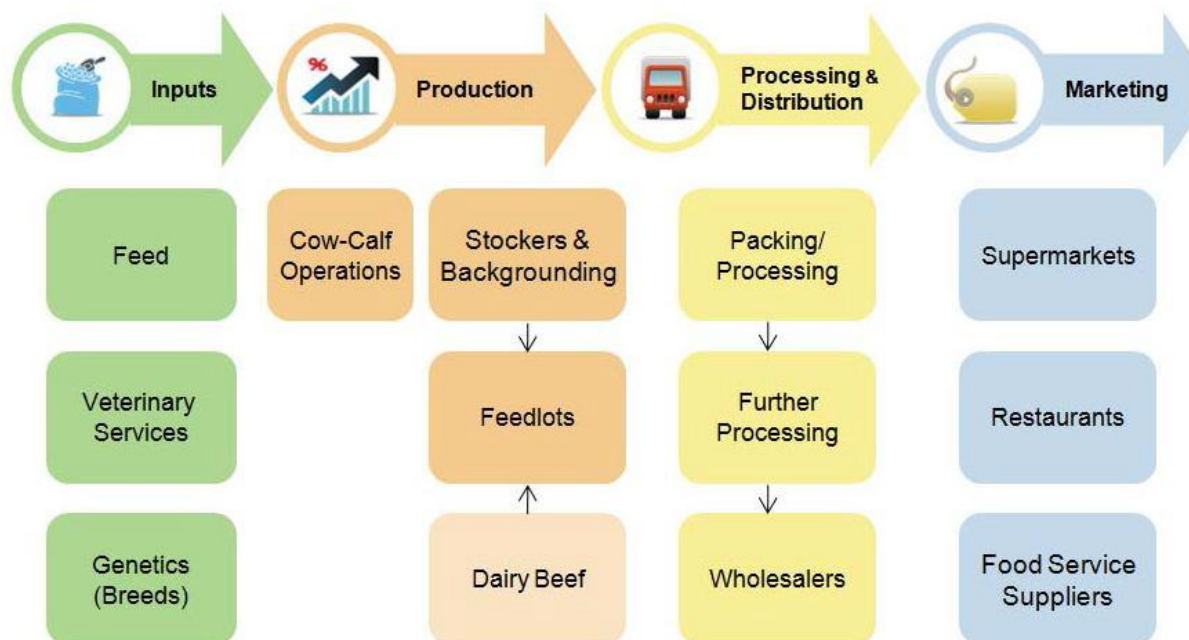 Inputs
Production
Processing &
Distribution
Marketing
%
Feed
Cow-Calf
Operations
Stockers &
Backgrounding
Packing/
Processing
Supermarkets
Veterinary
Services
Feedlots
Further
Processing
Restaurants
Genetics
(Breeds)
Dairy Beef
Wholesalers
Food Service
Suppliers